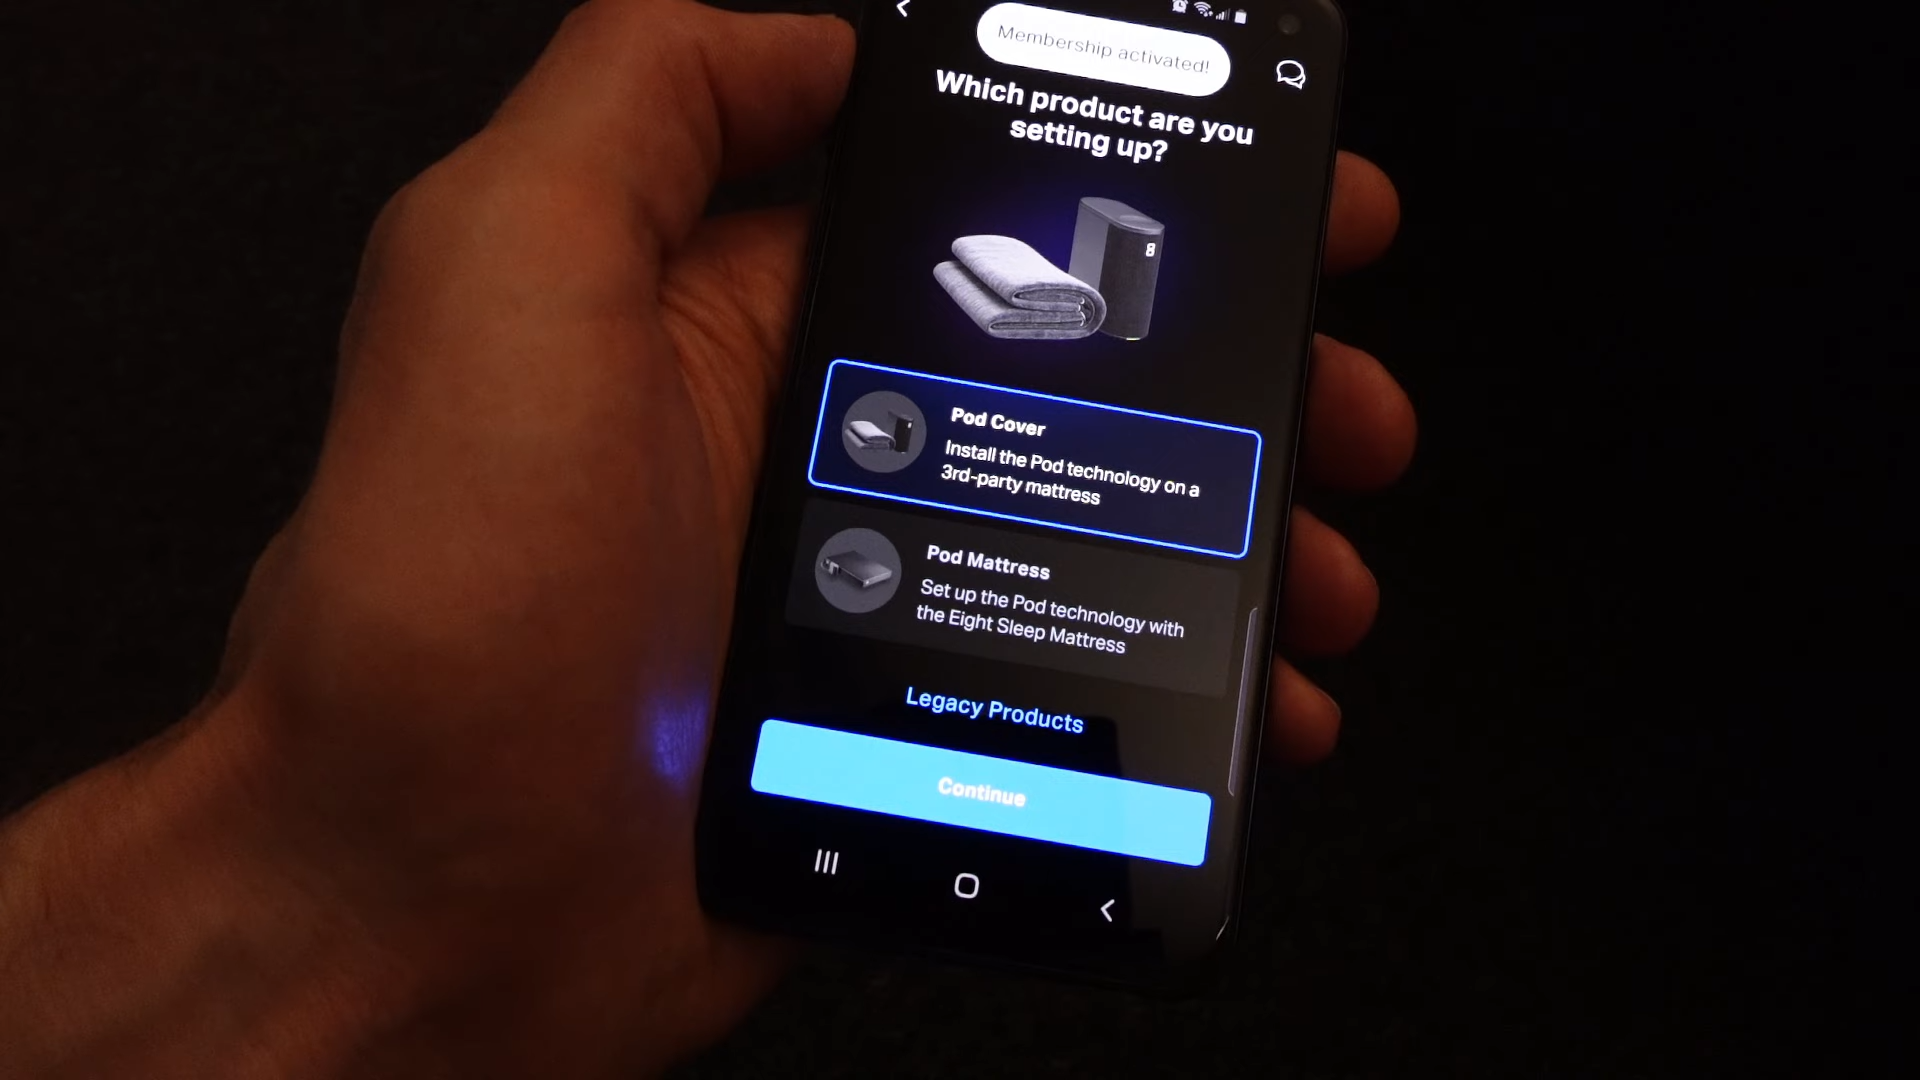 Membership activated!
Which product are you
setting up?
8
Pod Cover
Install the Pod technology on a
3rd-party mattress
Pod Mattress
Set up the Pod technology with
the Eight Sleep Mattress
Legacy Products
Continue